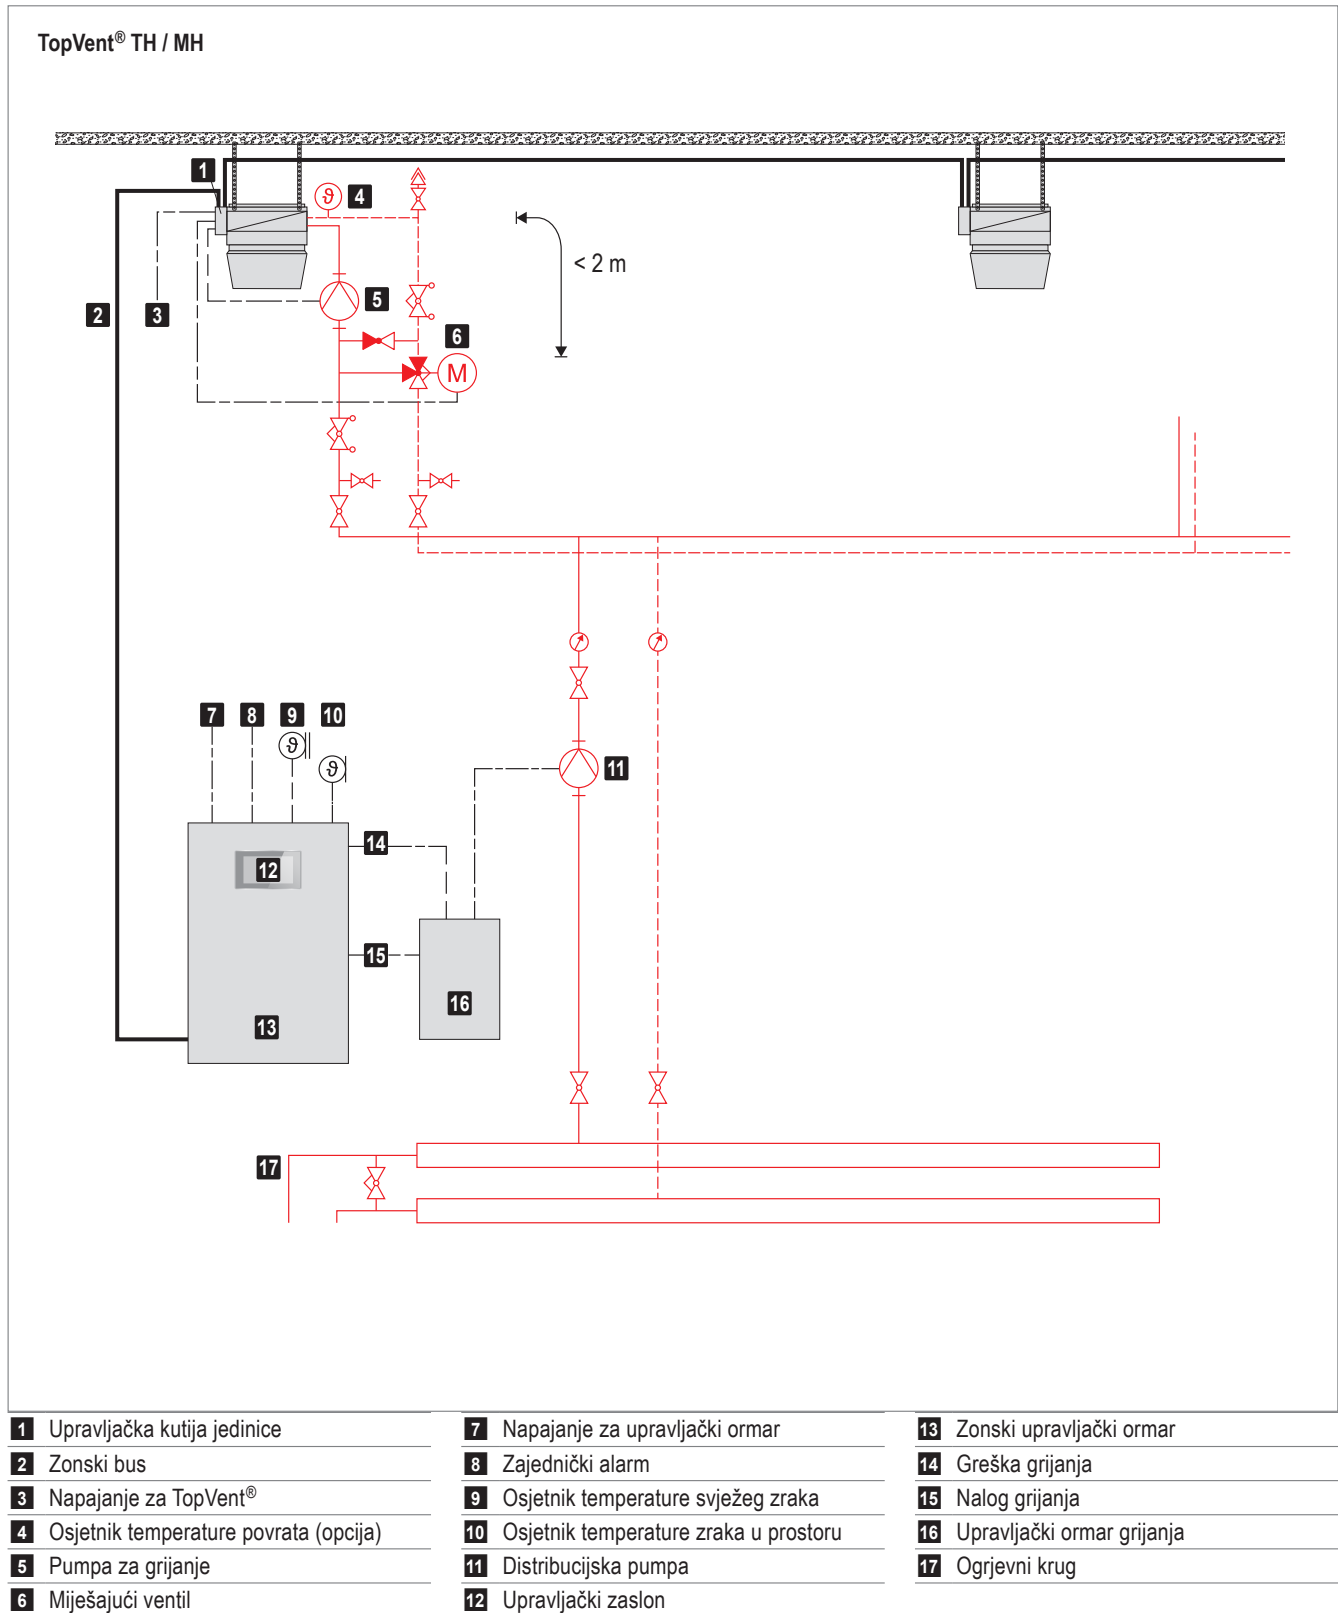 TopVent® TH / MH
1
ϑ 4
< 2 m
2
3
5
6
M
7 8 9 10
ϑ
ϑ
11
14
12
15
16
13
17
1 Upravljačka kutija jedinice
2 Zonski bus
3 Napajanje za TopVent®
4 Osjetnik temperature povrata (opcija)
5 Pumpa za grijanje
6 Miješajući ventil
7 Napajanje za upravljački ormar
8 Zajednički alarm
9 Osjetnik temperature svježeg zraka
10 Osjetnik temperature zraka u prostoru
11 Distribucijska pumpa
12 Upravljački zaslon
13 Zonski upravljački ormar
14 Greška grijanja
15 Nalog grijanja
16 Upravljački ormar grijanja
17 Ogrjevni krug